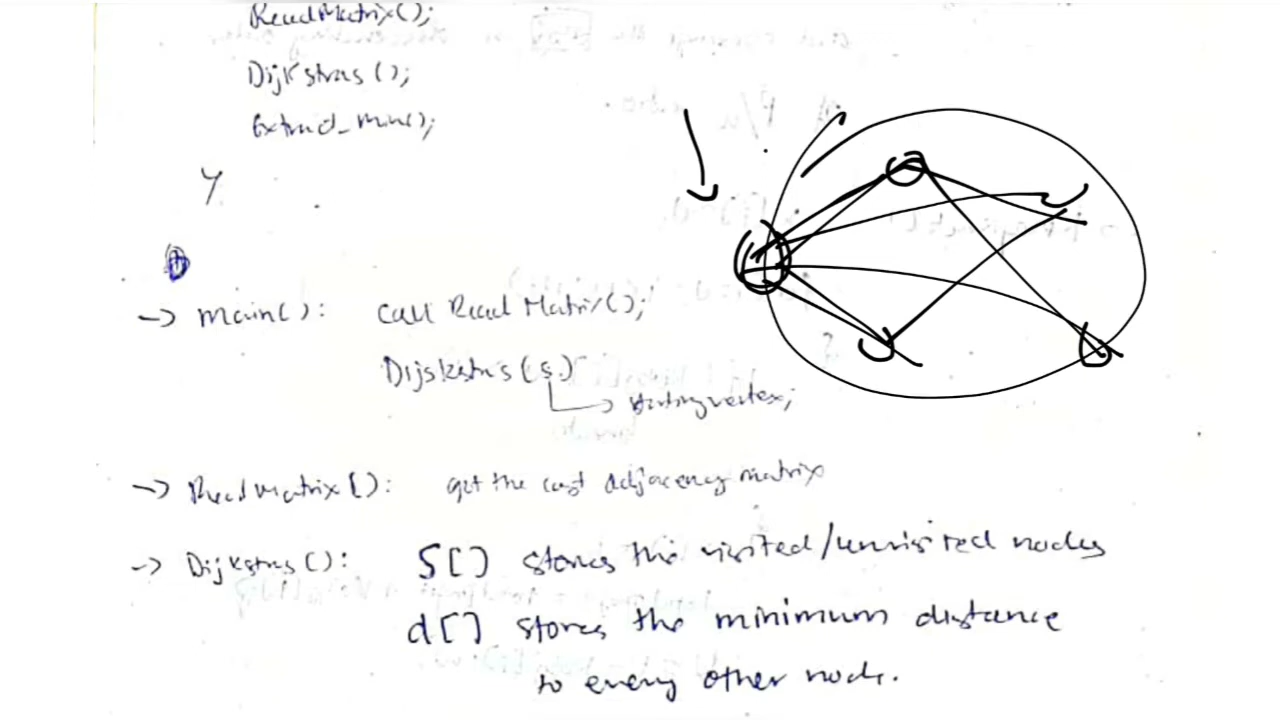 ReadMatrix();
Dijkstras();
Extract_Min();
}
→ main(): call ReadMatrix();
Dijskstras(s)
→ starting vertex;
→ ReadMatrix(): get the cost adjacency matrix
→ Dijkstras(): S[] stores the visited/unvisited nodes
d[] stores the minimum distance
to every other node.